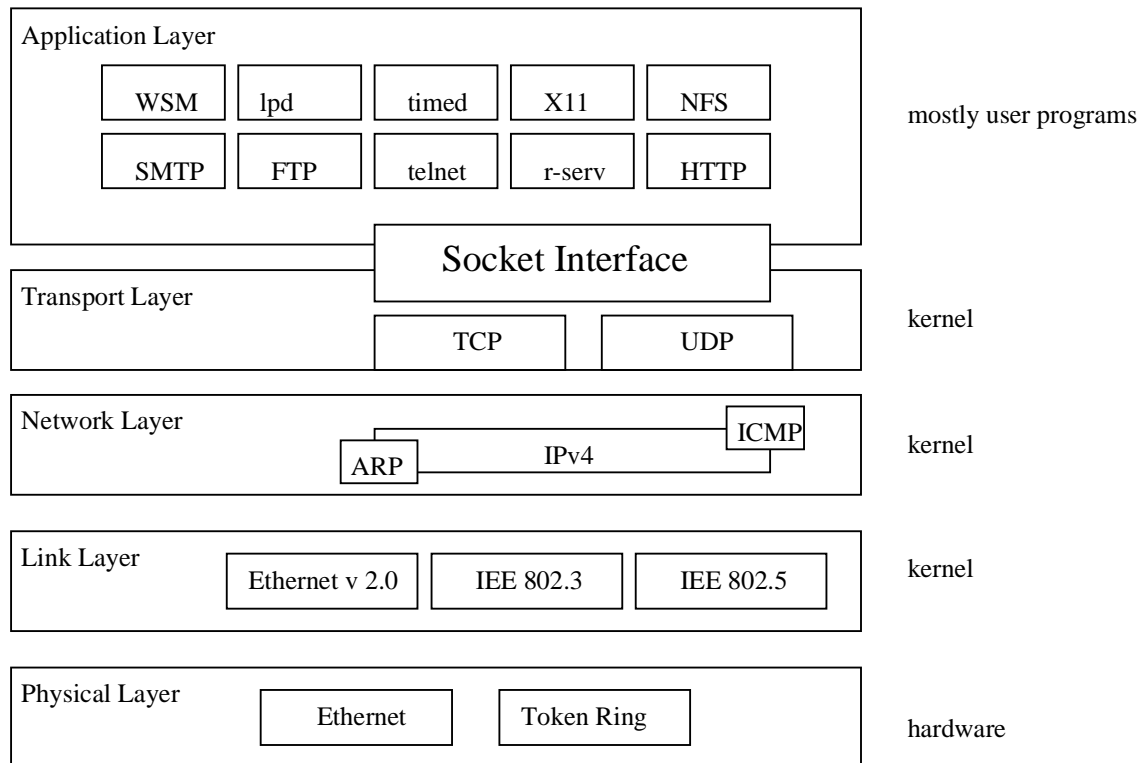 Application Layer
WSM lpd timed X11 NFS
mostly user programs
SMTP FTP telnet r-serv HTTP
Socket Interface
Transport Layer
kernel
TCP UDP
Network Layer
ICMP
kernel
ARP IPv4
Link Layer
kernel
Ethernet v 2.0 IEE 802.3 IEE 802.5
Physical Layer
Ethernet Token Ring
hardware